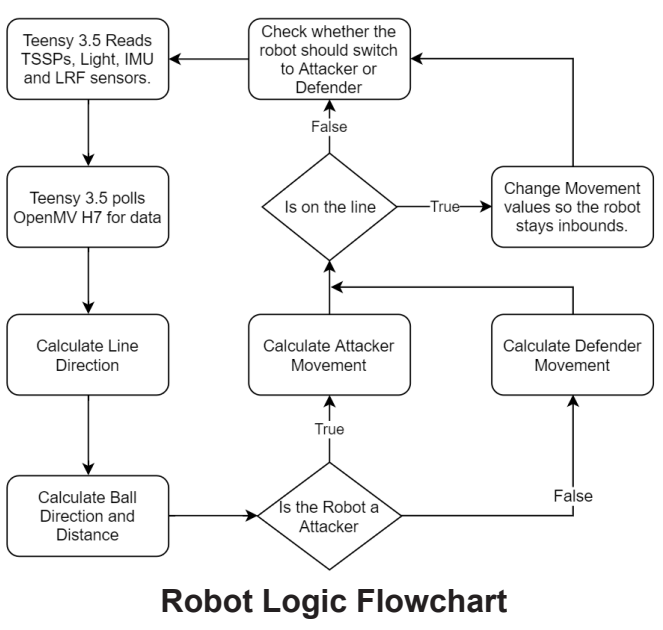 Teensy 3.5 Reads
TSSPs, Light, IMU
and LRF sensors.
Check whether the
robot should switch
to Attacker or
Defender
False
Teensy 3.5 polls
OpenMV H7 for data
Is on the line
True
Change Movement
values so the robot
stays inbounds.
Calculate Line
Direction
Calculate Attacker
Movement
Calculate Defender
Movement
True
Calculate Ball
Direction and
Distance
Is the Robot a
Attacker
False
Robot Logic Flowchart